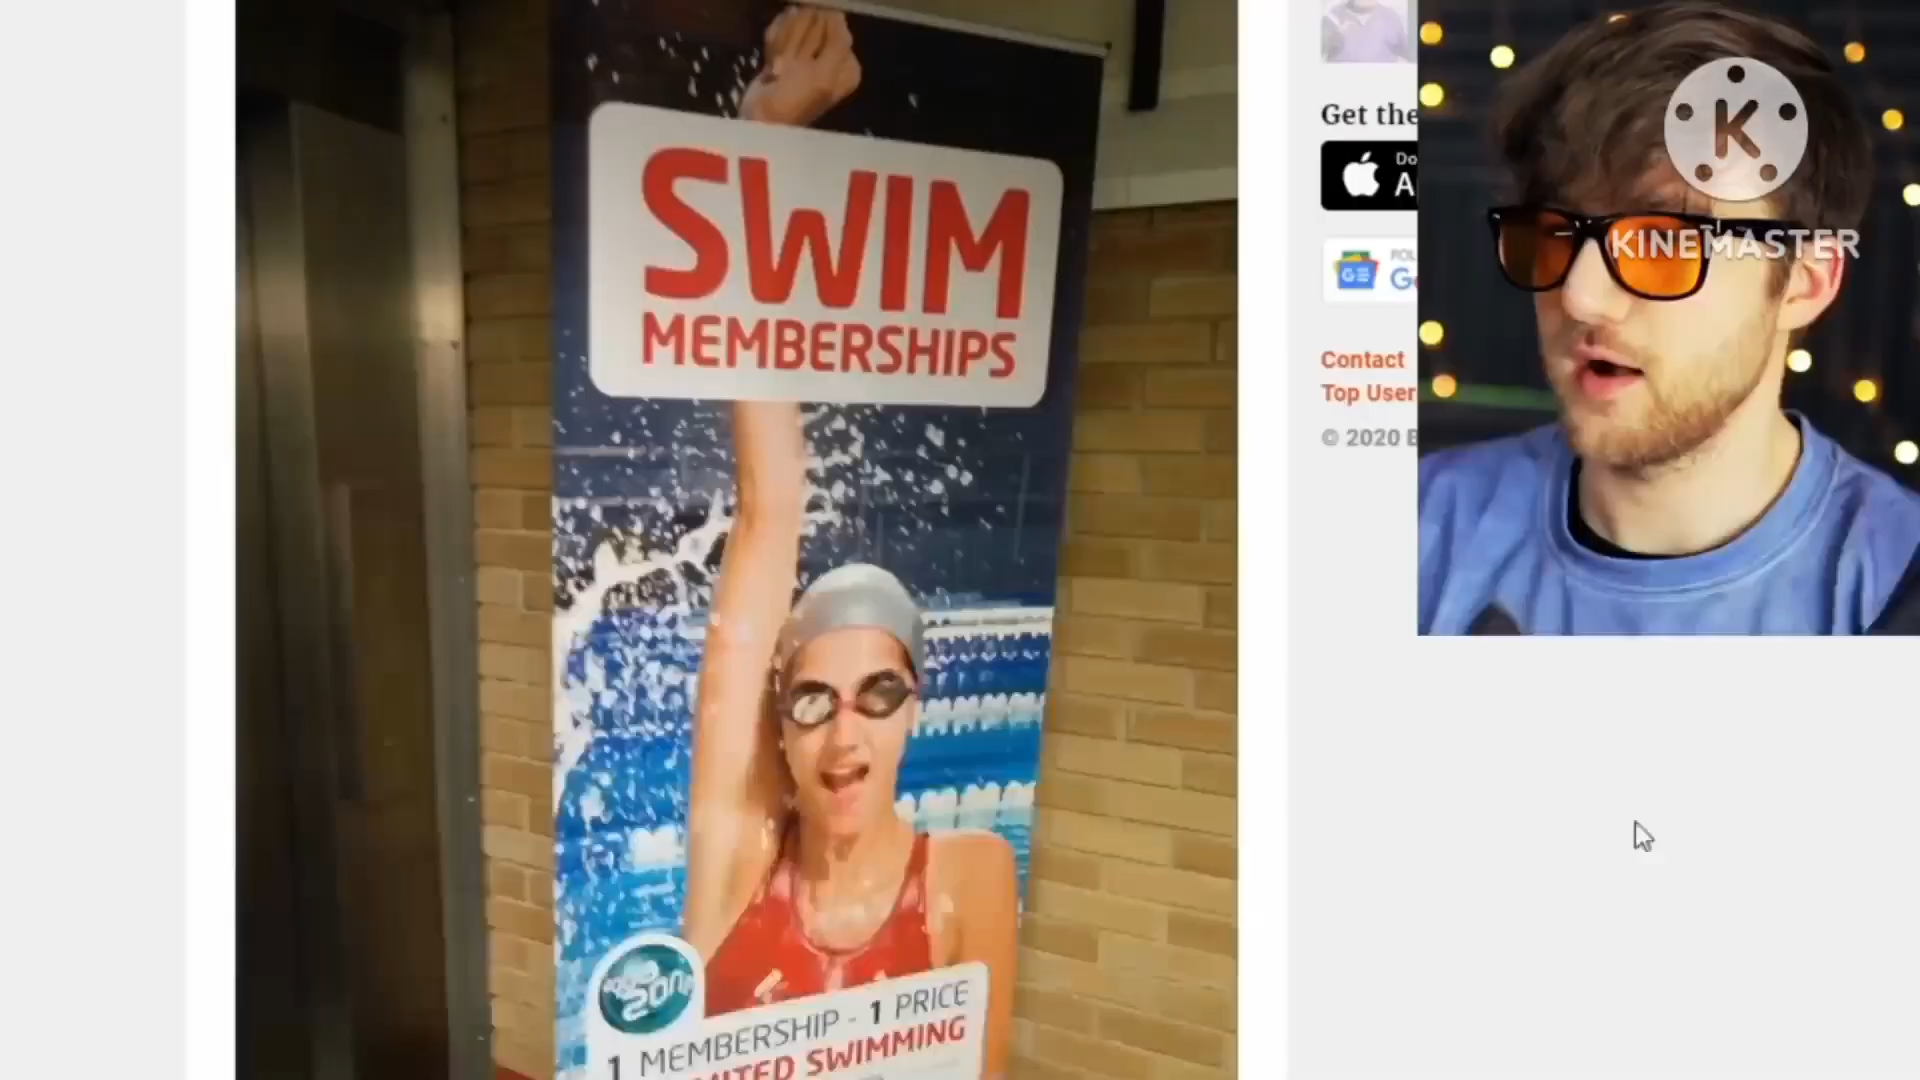 SWIM
MEMBERSHIPS
1 MEMBERSHIP - 1 PRICE
SWIMMING
Get the
Contact
Top User
© 2020
K
KINEMASTER